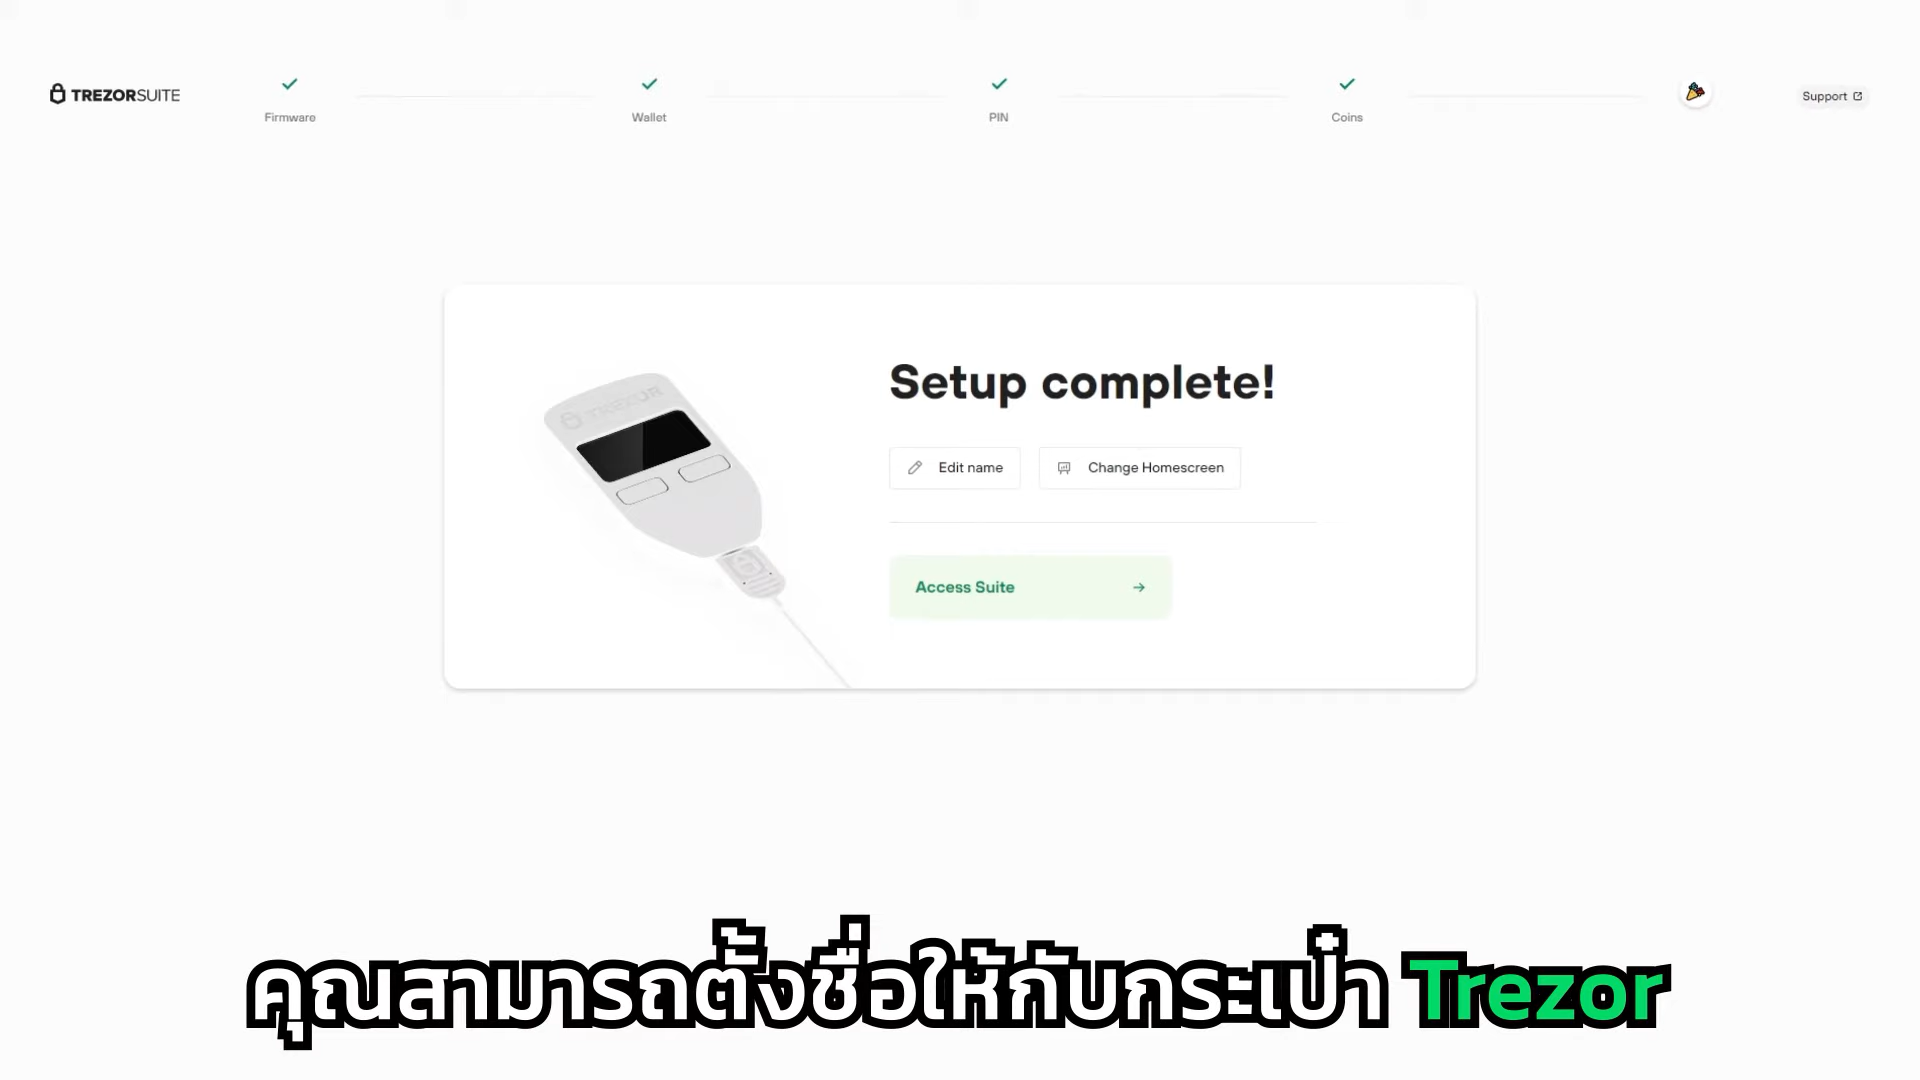 TREZORSUITE
Firmware
Wallet
PIN
Coins
Support
TREZOR
Setup complete!
Edit name
Change Homescreen
Access Suite
คุณสามารถตั้งชื่อให้กับกระเป๋า Trezor